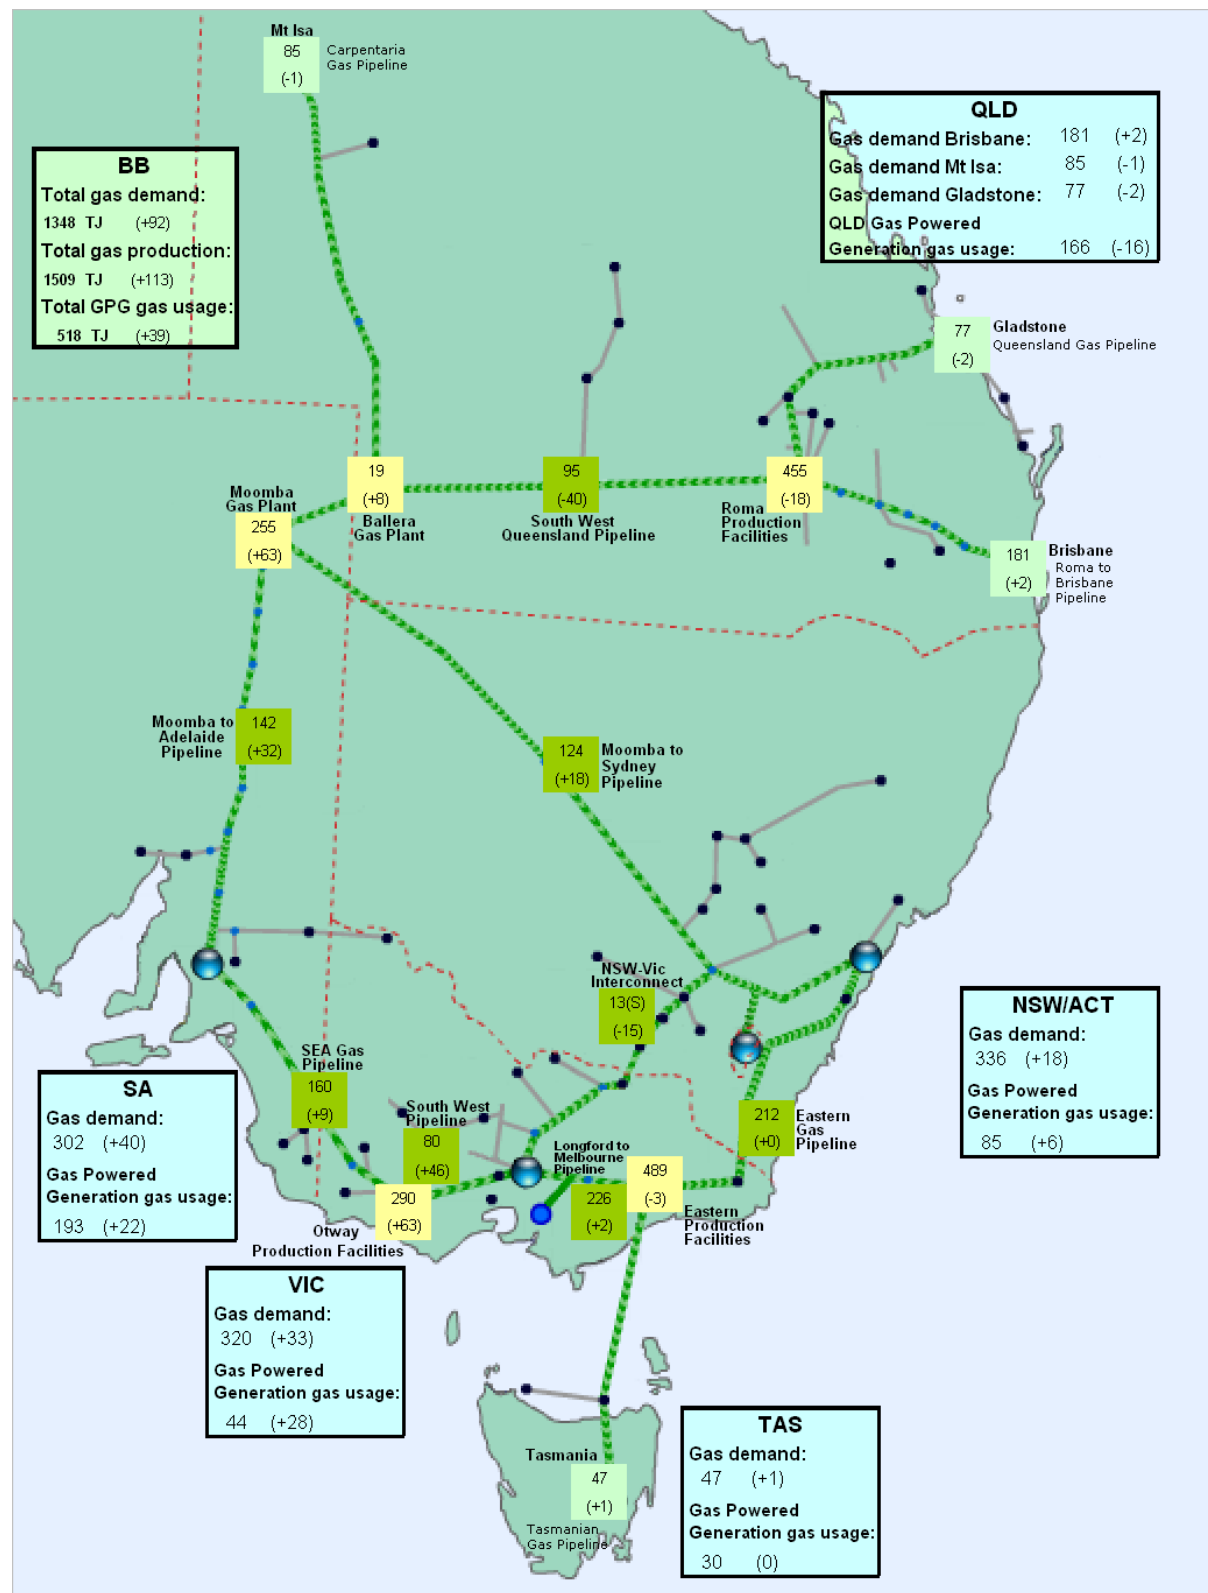 Mt Isa
85
(-1)
Carpentaria
Gas Pipeline
QLD
Gas demand Brisbane: 181 (+2)
Gas demand Mt Isa: 85 (-1)
Gas demand Gladstone: 77 (-2)
QLD Gas Powered
Generation gas usage: 166 (-16)
BB
Total gas demand:
1348 TJ (+92)
Total gas production:
1509 TJ (+113)
Total GPG gas usage:
518 TJ (+39)
77
(-2)
Gladstone
Queensland Gas Pipeline
Moomba
Gas Plant
255
(+63)
19
(+8)
Ballera
Gas Plant
95
(-40)
South West
Queensland Pipeline
455
(-18)
Roma
Production
Facilities
181
(+2)
Brisbane
Roma to
Brisbane
Pipeline
Moomba to
Adelaide
Pipeline
142
(+32)
124
(+18)
Moomba to
Sydney
Pipeline
NSW-Vic
Interconnect
13(S)
(-15)
NSW/ACT
Gas demand:
336 (+18)
Gas Powered
Generation gas usage:
85 (+6)
SEA Gas
Pipeline
160
(+9)
SA
Gas demand:
302 (+40)
Gas Powered
Generation gas usage:
193 (+22)
South West
Pipeline
80
(+46)
Longford to
Melbourne
Pipeline
226
(+2)
489
(-3)
Eastern
Production
Facilities
212
(+0)
Eastern
Gas
Pipeline
290
(+63)
Otway
Production Facilities
VIC
Gas demand:
320 (+33)
Gas Powered
Generation gas usage:
44 (+28)
Tasmania
47
(+1)
Tasmanian
Gas Pipeline
TAS
Gas demand:
47 (+1)
Gas Powered
Generation gas usage:
30 (0)